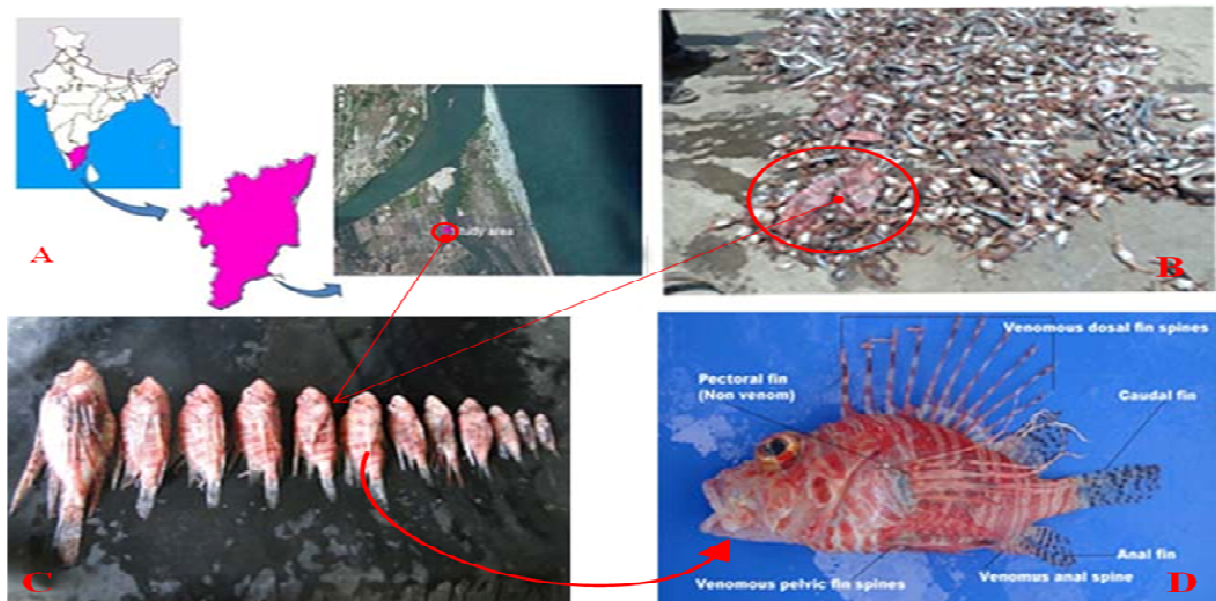 A
Study area
B
C
Venomous dosal fin spines
Pectoral fin
(Non venom)
Caudal fin
Anal fin
Venomus anal spine
Venomous pelvic fin spines
D